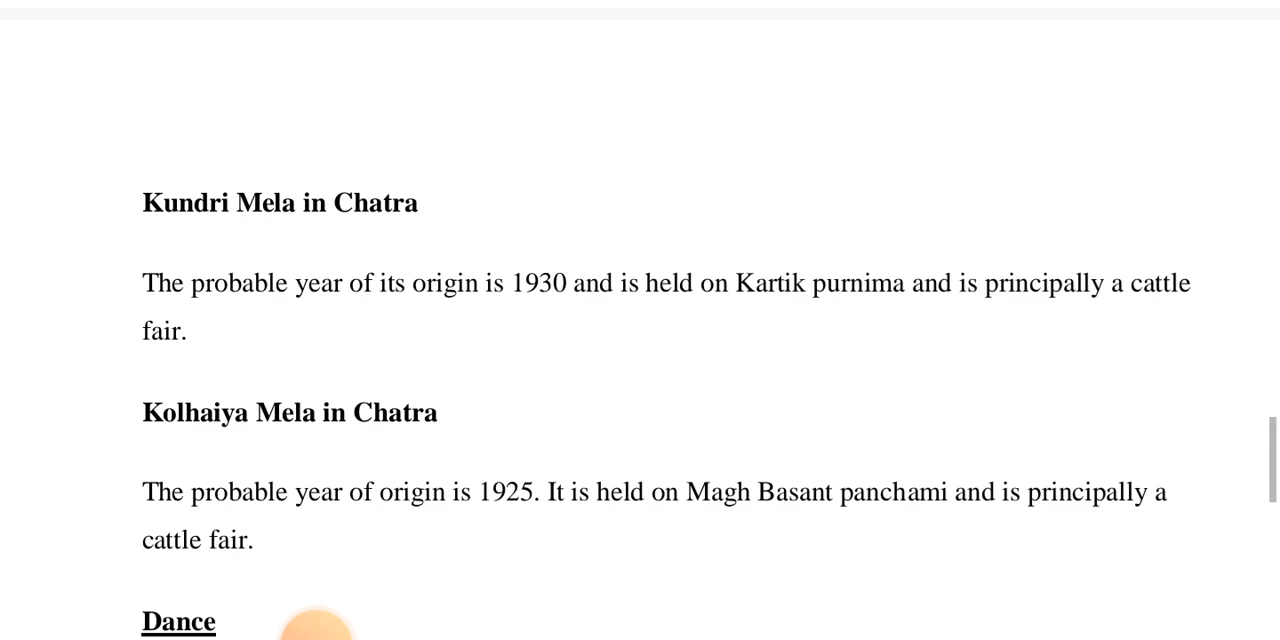 Kundri Mela in Chatra
The probable year of its origin is 1930 and is held on Kartik purnima and is principally a cattle
fair.
Kolhaiya Mela in Chatra
The probable year of origin is 1925. It is held on Magh Basant panchami and is principally a
cattle fair.
Dance